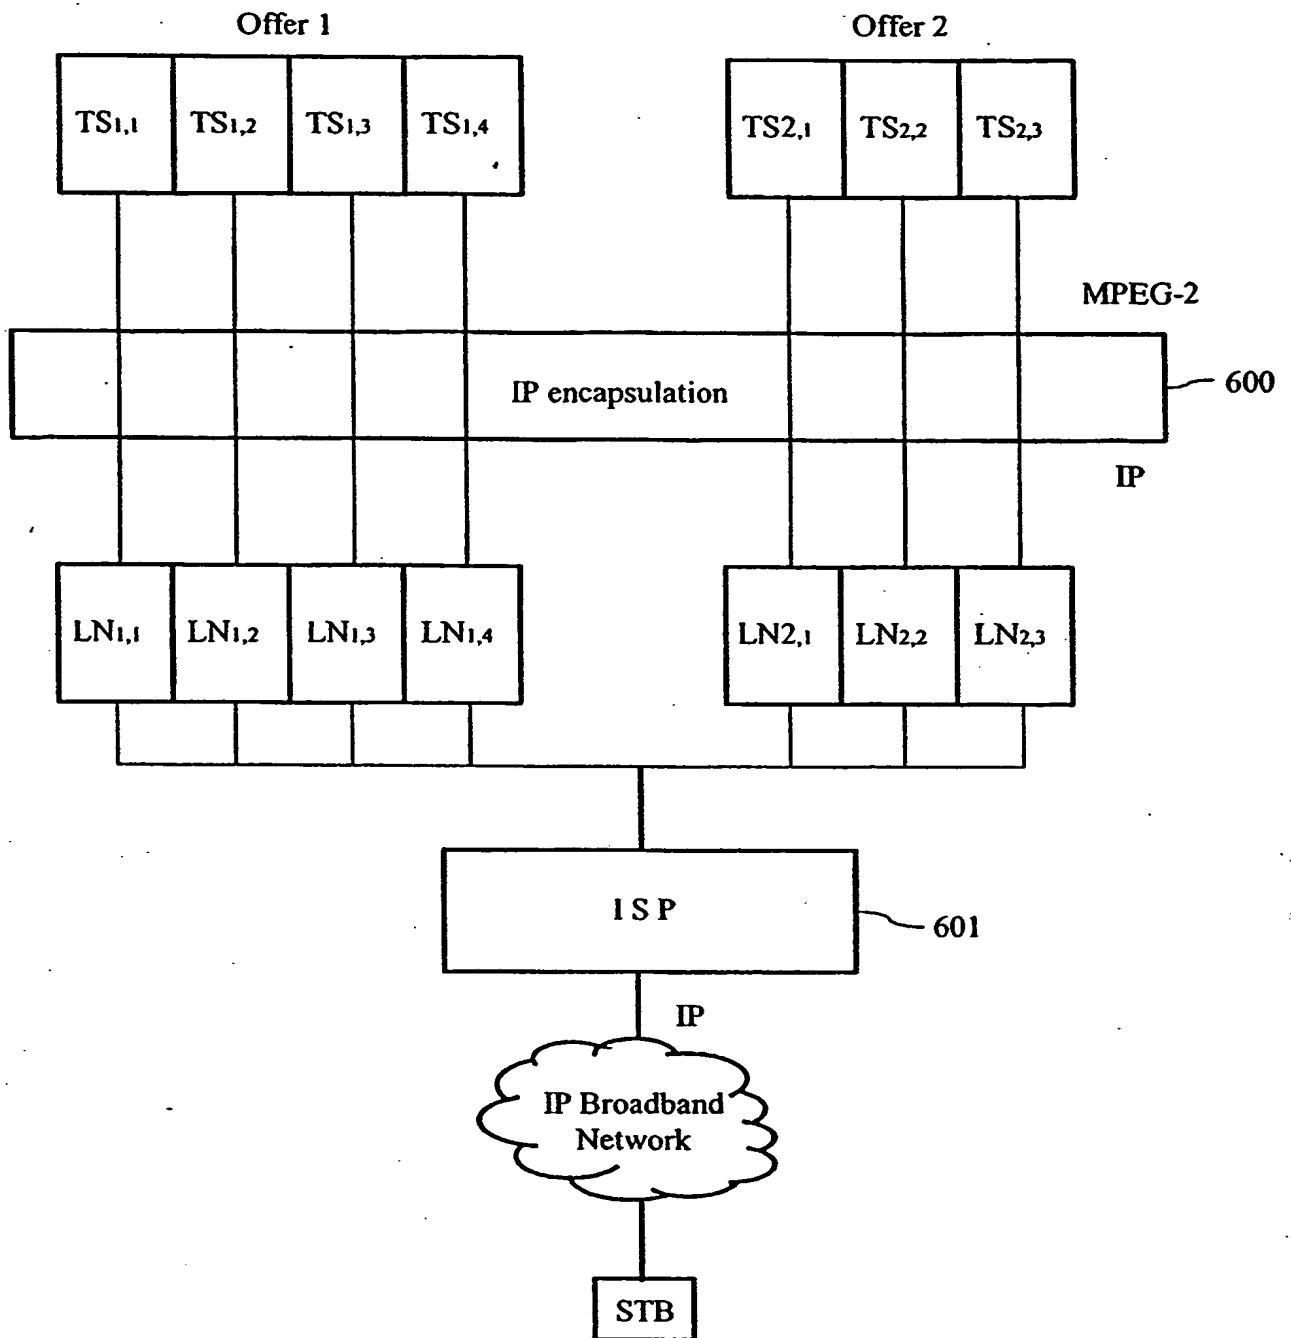 Offer 1 Offer 2
TS1,1 TS1,2 TS1,3 TS1,4 TS2,1 TS2,2 TS2,3
MPEG-2
IP encapsulation 600
IP
LN1,1 LN1,2 LN1,3 LN1,4 LN2,1 LN2,2 LN2,3
I S P 601
IP
IP Broadband
Network
STB